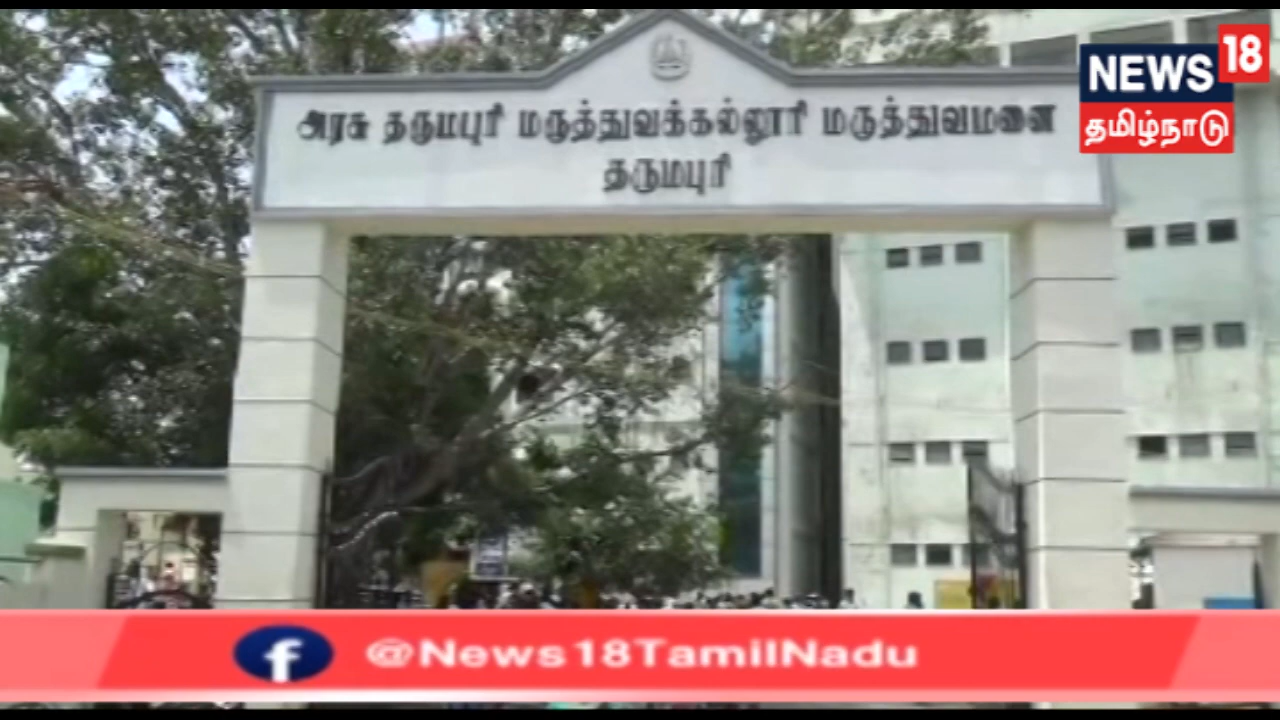 அரசு தருமபுரி மருத்துவக்கல்லூரி மருத்துவமனை
தருமபுரி
NEWS 18
தமிழ்நாடு
f @News18TamilNadu